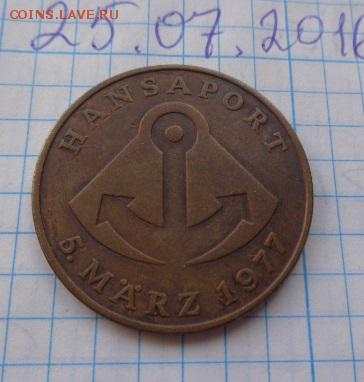 COINS.LAVE.RU
25.07.2016
HANSAPORT
5. MÄRZ 1977